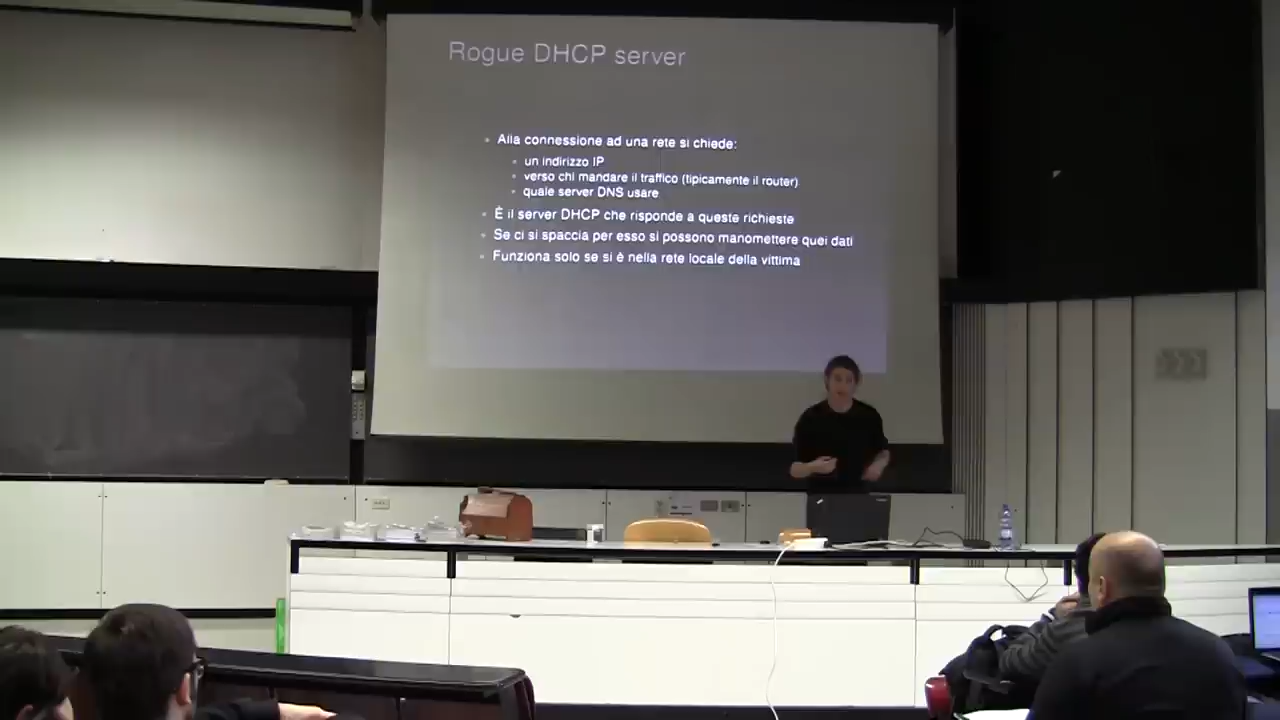 Rogue DHCP server
Alla connessione ad una rete si chiede:
un indirizzo IP
verso chi mandare il traffico (tipicamente il router)
quale server DNS usare
È il server DHCP che risponde a queste richieste
Se ci si spaccia per esso si possono manomettere quei dati
Funziona solo se si è nella rete locale della vittima